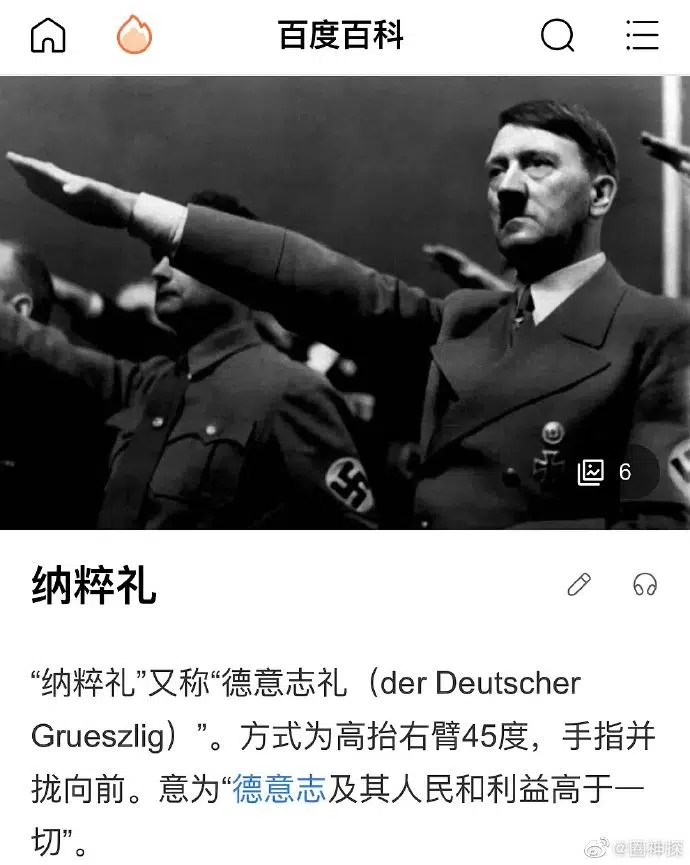 百度百科
6
纳粹礼
“纳粹礼”又称“德意志礼（der Deutscher
Grueszlig）”。方式为高抬右臂45度，手指并
拢向前。意为“德意志及其人民和利益高于一
切”。
@圈神探